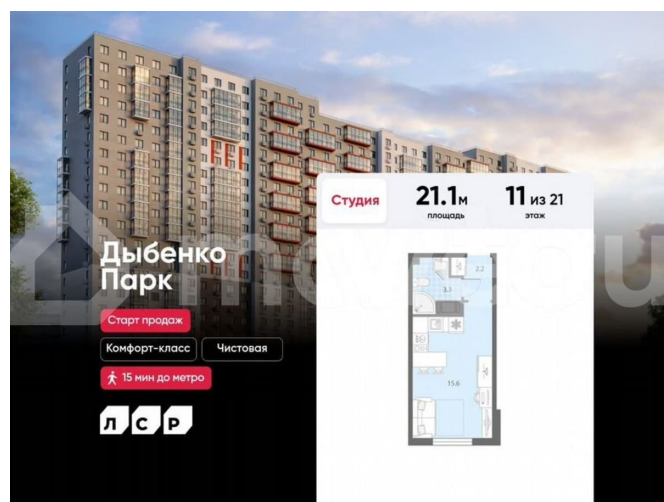 Студия
21.1м
площадь
11 из 21
этаж
Дыбенко
Парк
Старт продаж
Комфорт-класс
Чистовая
15 мин до метро
ЛСР
2.2
3.1
15.6